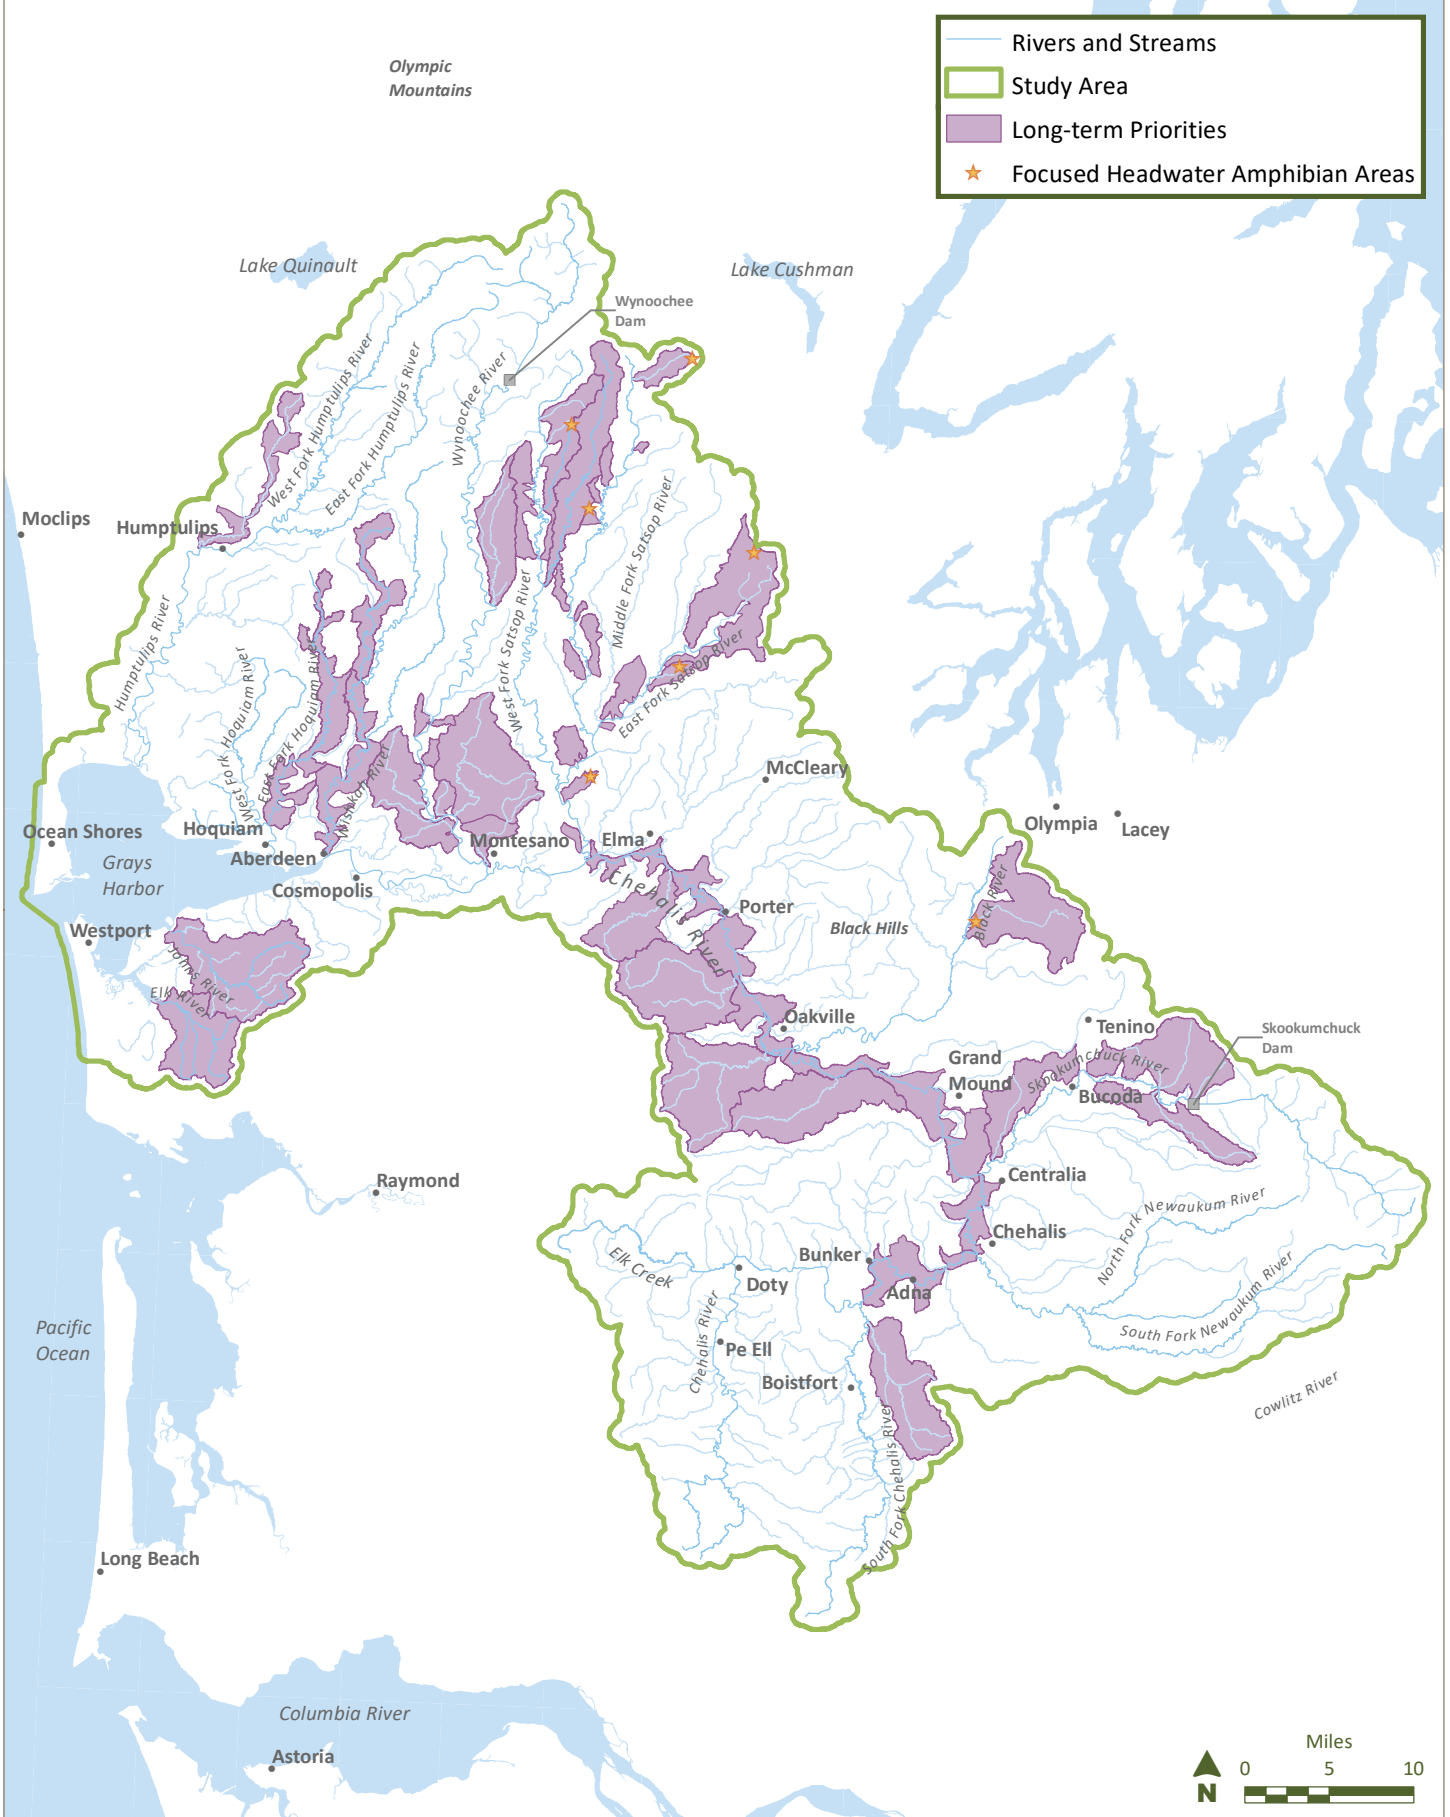 Rivers and Streams
Study Area
Long-term Priorities
Focused Headwater Amphibian Areas
Olympic
Mountains
Lake Quinault
Lake Cushman
Wynoochee
Dam
West Fork Humptulips River
East Fork Humptulips River
Wynoochee River
Moclips
Humptulips
Middle Fork Satsop River
West Fork Satsop River
East Fork Satsop River
Humptulips River
West Fork Hoquiam River
East Fork Hoquiam River
Wishkah River
McCleary
Olympia
Lacey
Ocean Shores
Hoquiam
Aberdeen
Cosmopolis
Montesano
Elma
Grays
Harbor
Chehalis River
Porter
Black Hills
Black River
Westport
Johns River
Elk River
Oakville
Tenino
Skookumchuck
Dam
Grand
Mound
Skookumchuck River
Bucoda
Centralia
Raymond
North Fork Newaukum River
Chehalis
Bunker
Elk Creek
Doty
Adna
South Fork Newaukum River
Pacific
Ocean
Chehalis River
Pe Ell
Boistfort
Cowlitz River
South Fork Chehalis River
Long Beach
Columbia River
Astoria
Miles
0 5 10
N